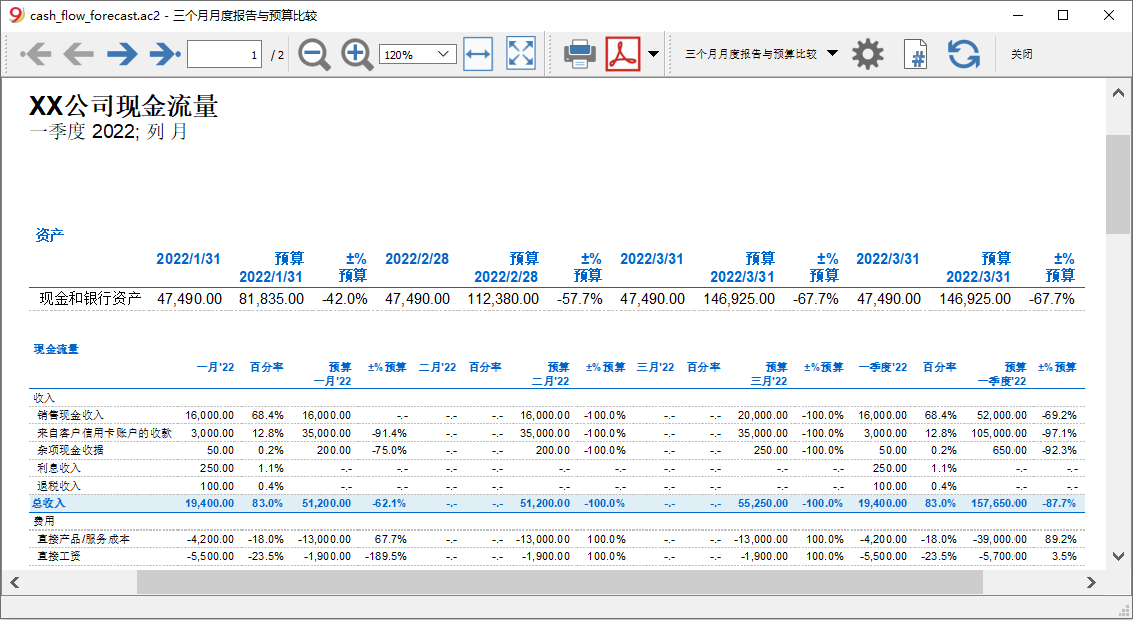 cash_flow_forecast.ac2 - 三个月月度报告与预算比较
1 / 2 120% 三个月月度报告与预算比较 # 关闭
XX公司现金流量
一季度 2022; 列 月
资产
2022/1/31 预算 ±% 2022/2/28 预算 ±% 2022/3/31 预算 ±% 2022/3/31 预算 ±%
2022/1/31 预算 2022/2/28 预算 2022/3/31 预算 2022/3/31 预算
现金和银行资产 47,490.00 81,835.00 -42.0% 47,490.00 112,380.00 -57.7% 47,490.00 146,925.00 -67.7% 47,490.00 146,925.00 -67.7%
现金流量
一月'22 百分率 预算 ±%预算 二月'22 百分率 预算 ±%预算 三月'22 百分率 预算 ±%预算 一季度'22 百分率 预算 ±%预算
一月'22 二月'22 三月'22 一季度'22
收入
销售现金收入 16,000.00 68.4% 16,000.00 -.- -.- -.- 16,000.00 -100.0% -.- -.- 20,000.00 -100.0% 16,000.00 68.4% 52,000.00 -69.2%
来自客户信用卡账户的收款 3,000.00 12.8% 35,000.00 -91.4% -.- -.- 35,000.00 -100.0% -.- -.- 35,000.00 -100.0% 3,000.00 12.8% 105,000.00 -97.1%
杂项现金收据 50.00 0.2% 200.00 -75.0% -.- -.- 200.00 -100.0% -.- -.- 250.00 -100.0% 50.00 0.2% 650.00 -92.3%
利息收入 250.00 1.1% -.- -.- -.- -.- -.- -.- -.- -.- -.- -.- 250.00 1.1% -.- -.-
退税收入 100.00 0.4% -.- -.- -.- -.- -.- -.- -.- -.- -.- -.- 100.00 0.4% -.- -.-
总收入 19,400.00 83.0% 51,200.00 -62.1% -.- -.- 51,200.00 -100.0% -.- -.- 55,250.00 -100.0% 19,400.00 83.0% 157,650.00 -87.7%
费用
直接产品/服务成本 -4,200.00 -18.0% -13,000.00 67.7% -.- -.- -13,000.00 100.0% -.- -.- -13,000.00 100.0% -4,200.00 -18.0% -39,000.00 89.2%
直接工资 -5,500.00 -23.5% -1,900.00 -189.5% -.- -.- -1,900.00 100.0% -.- -.- -1,900.00 100.0% -5,500.00 -23.5% -5,700.00 3.5%